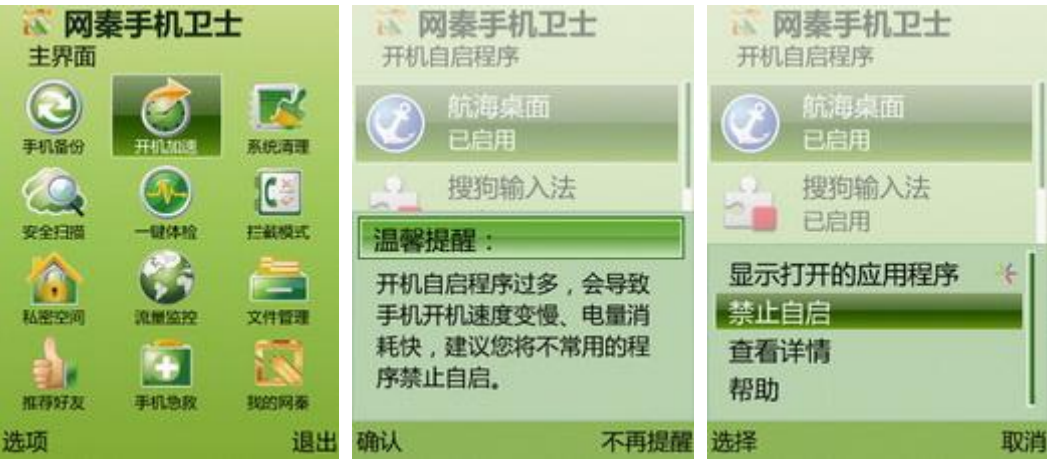 网秦手机卫士
主界面
手机备份
开机加速
系统清理
安全扫描
一键体检
拦截模式
私密空间
流量监控
文件管理
推荐好友
手机急救
我的网秦
选项
退出
网秦手机卫士
开机自启程序
航海桌面
已启用
搜狗输入法
温馨提醒：
开机自启程序过多，会导致
手机开机速度变慢、电量消
耗快，建议您将不常用的程
序禁止自启。
确认
不再提醒
网秦手机卫士
开机自启程序
航海桌面
已启用
搜狗输入法
已启用
显示打开的应用程序
禁止自启
查看详情
帮助
选择
取消